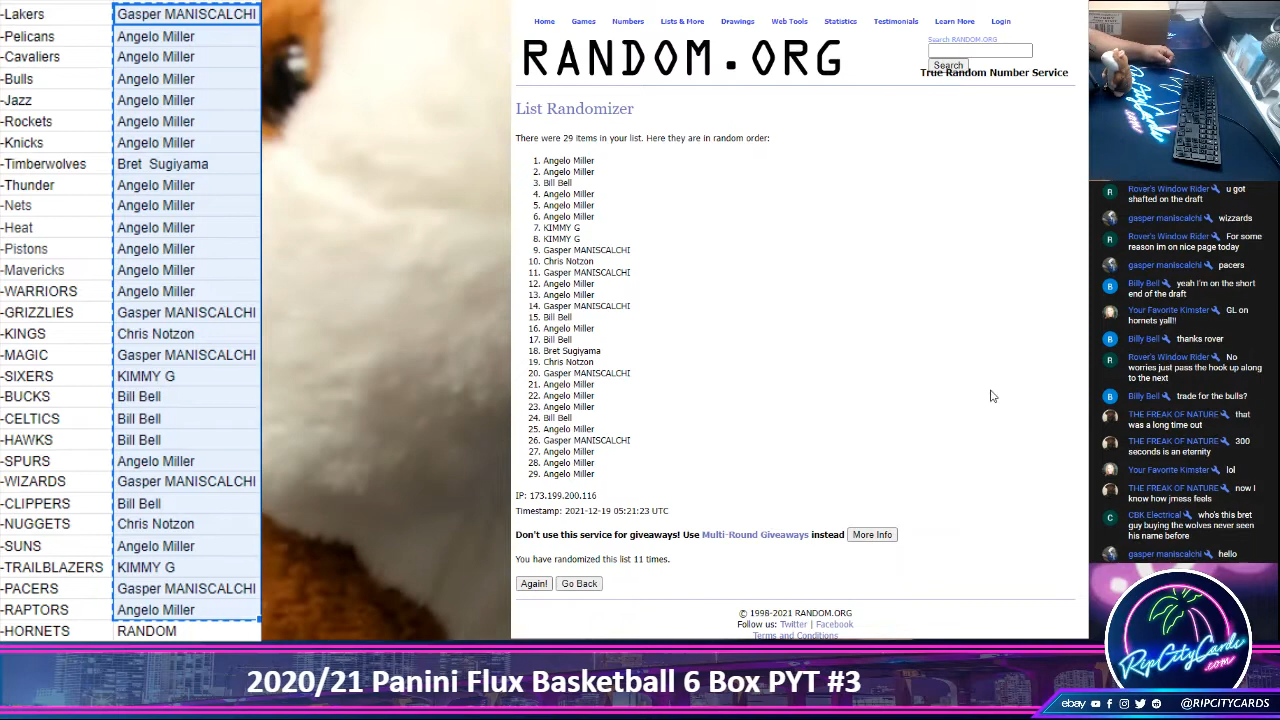 -Lakers Gasper MANISCALCHI
-Pelicans Angelo Miller
-Cavaliers Angelo Miller
-Bulls Angelo Miller
-Jazz Angelo Miller
-Rockets Angelo Miller
-Knicks Angelo Miller
-Timberwolves Bret Sugiyama
-Thunder Angelo Miller
-Nets Angelo Miller
-Heat Angelo Miller
-Pistons Angelo Miller
-Mavericks Angelo Miller
-WARRIORS Angelo Miller
-GRIZZLIES Gasper MANISCALCHI
-KINGS Chris Notzon
-MAGIC Gasper MANISCALCHI
-SIXERS KIMMY G
-BUCKS Bill Bell
-CELTICS Bill Bell
-HAWKS Bill Bell
-SPURS Angelo Miller
-WIZARDS Gasper MANISCALCHI
-CLIPPERS Bill Bell
-NUGGETS Chris Notzon
-SUNS Angelo Miller
-TRAILBLAZERS KIMMY G
-PACERS Gasper MANISCALCHI
-RAPTORS Angelo Miller
-HORNETS RANDOM
Home Games Numbers Lists & More Drawings Web Tools Statistics Testimonials Learn More Login
RANDOM.ORG
Search RANDOM.ORG
Search
True Random Number Service
List Randomizer
There were 29 items in your list. Here they are in random order:
1. Angelo Miller
2. Angelo Miller
3. Bill Bell
4. Angelo Miller
5. Angelo Miller
6. Angelo Miller
7. KIMMY G
8. KIMMY G
9. Gasper MANISCALCHI
10. Chris Notzon
11. Gasper MANISCALCHI
12. Angelo Miller
13. Angelo Miller
14. Gasper MANISCALCHI
15. Bill Bell
16. Angelo Miller
17. Bill Bell
18. Bret Sugiyama
19. Chris Notzon
20. Gasper MANISCALCHI
21. Angelo Miller
22. Angelo Miller
23. Angelo Miller
24. Bill Bell
25. Angelo Miller
26. Gasper MANISCALCHI
27. Angelo Miller
28. Angelo Miller
29. Angelo Miller
IP: 173.199.200.116
Timestamp: 2021-12-19 05:21:23 UTC
Don't use this service for giveaways! Use Multi-Round Giveaways instead More Info
You have randomized this list 11 times.
Again! Go Back
© 1998-2021 RANDOM.ORG
Follow us: Twitter | Facebook
Terms and Conditions
R Rover's Window Rider u got
shafted on the draft
gasper maniscalchi wizzards
R Rover's Window Rider For some
reason im on nice page today
gasper maniscalchi pacers
B Billy Bell yeah I'm on the short
end of the draft
Your Favorite Kimster GL on
hornets yall!!
B Billy Bell thanks rover
R Rover's Window Rider No
worries just pass the hook up along
to the next
B Billy Bell trade for the bulls?
THE FREAK OF NATURE that
was a long time out
THE FREAK OF NATURE 300
seconds is an eternity
Your Favorite Kimster lol
THE FREAK OF NATURE now I
know how jmess feels
C CBK Electrical who's this bret
guy buying the wolves never seen
his name before
gasper maniscalchi hello
RipCityCards
.com
2020/21 Panini Flux Basketball 6 Box PYT #3
ebay @RIPCITYCARDS